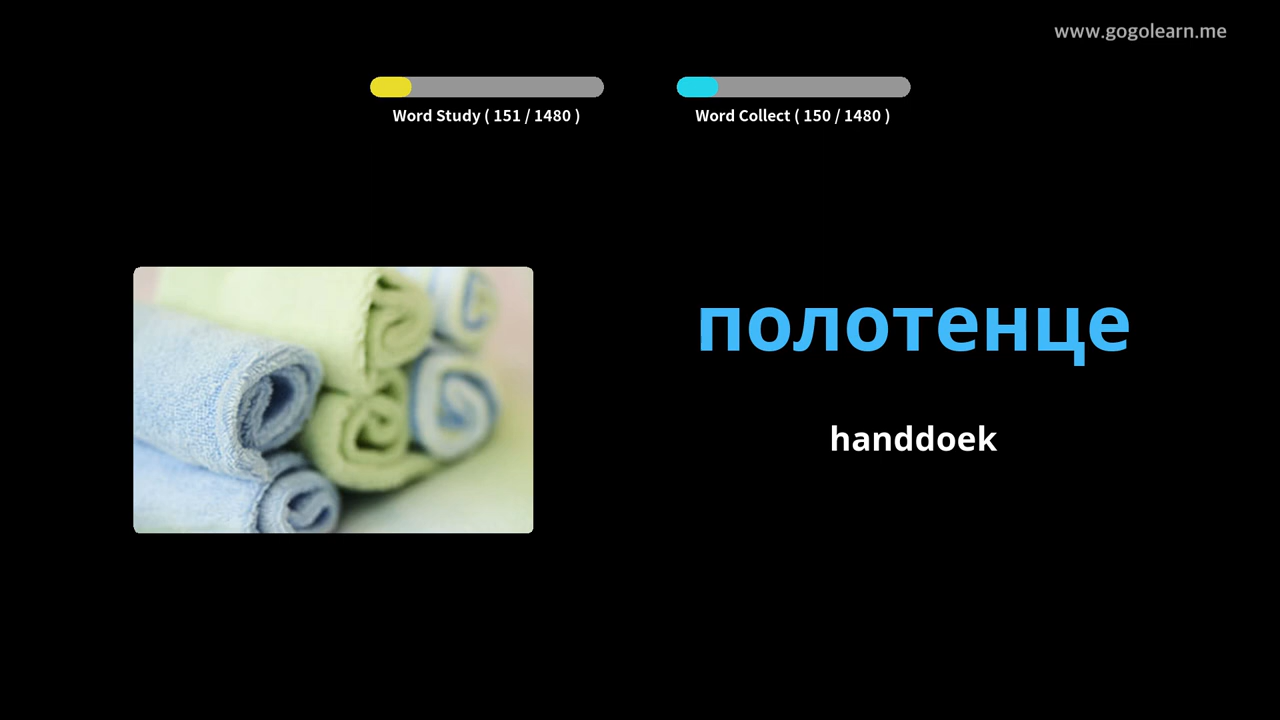 www.gogolearn.me
Word Study ( 151 / 1480 )
Word Collect ( 150 / 1480 )
полотенце
handdoek